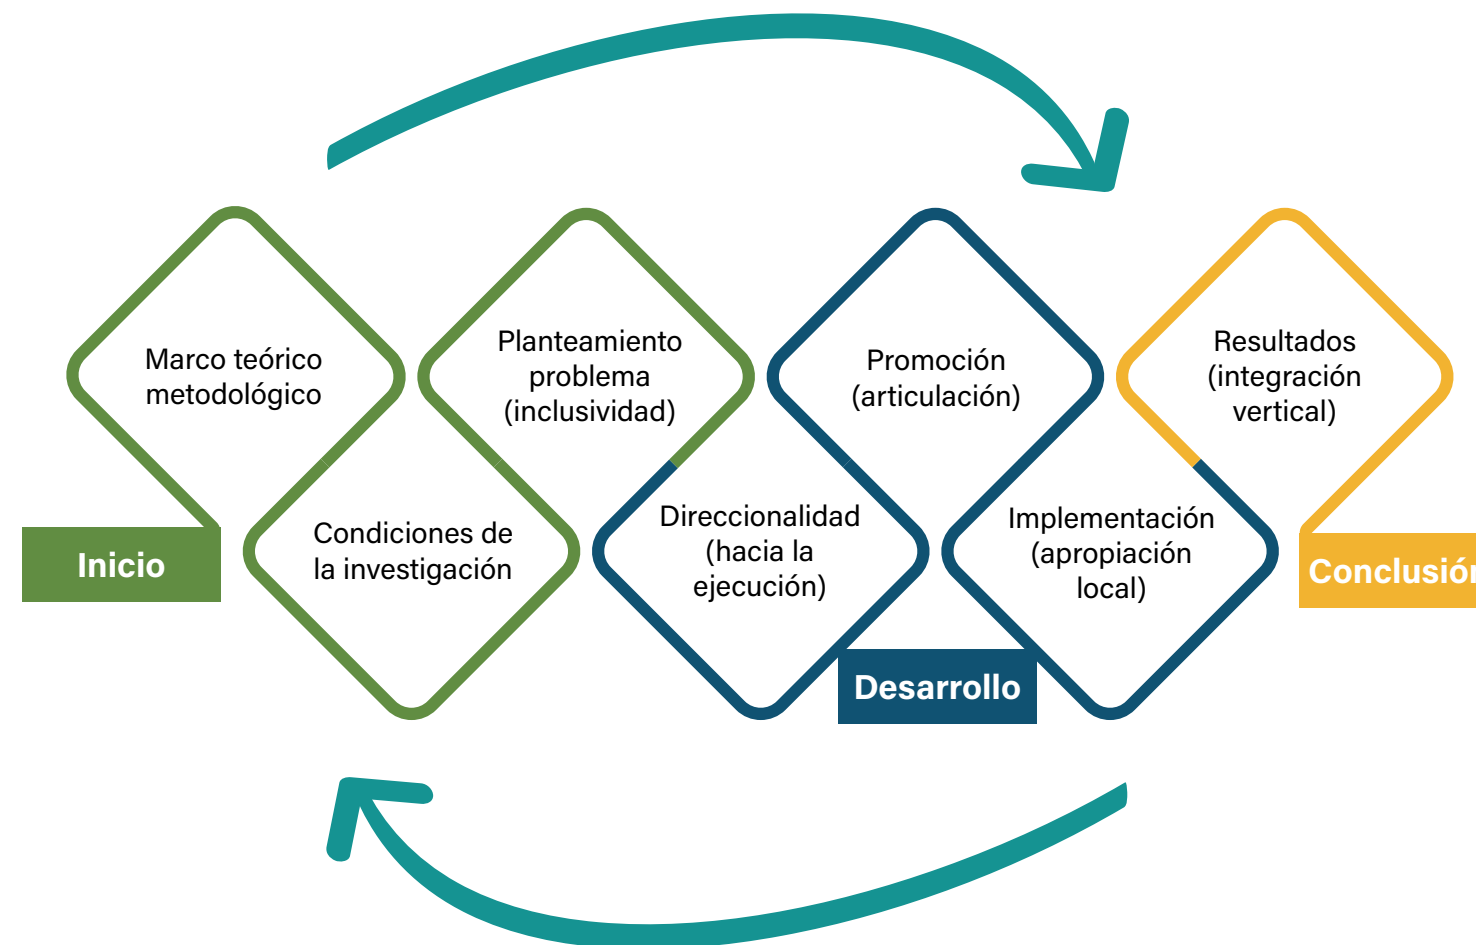 Marco teórico
metodológico
Planteamiento
problema
(inclusividad)
Promoción
(articulación)
Resultados
(integración
vertical)
Condiciones de
la investigación
Direccionalidad
(hacia la
ejecución)
Implementación
(apropiación
local)
Inicio
Desarrollo
Conclusión